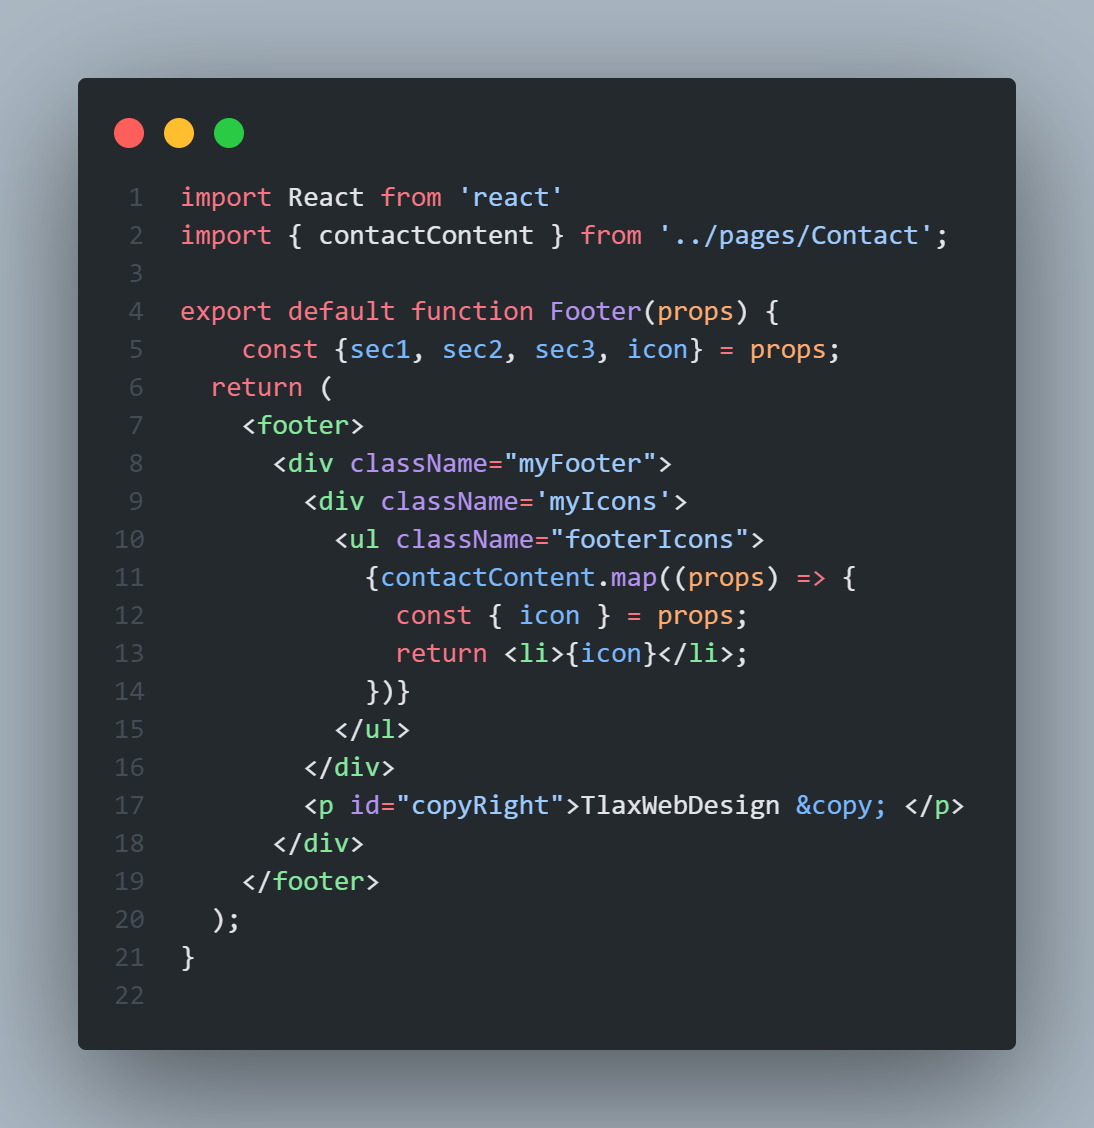 1 import React from 'react'
2 import { contactContent } from '../pages/Contact';
3
4 export default function Footer(props) {
5     const {sec1, sec2, sec3, icon} = props;
6   return (
7     <footer>
8       <div className="myFooter">
9         <div className='myIcons'>
10           <ul className="footerIcons">
11             {contactContent.map((props) => {
12               const { icon } = props;
13               return <li>{icon}</li>;
14             })}
15           </ul>
16         </div>
17         <p id="copyRight">TlaxWebDesign &copy; </p>
18       </div>
19     </footer>
20   );
21 }
22